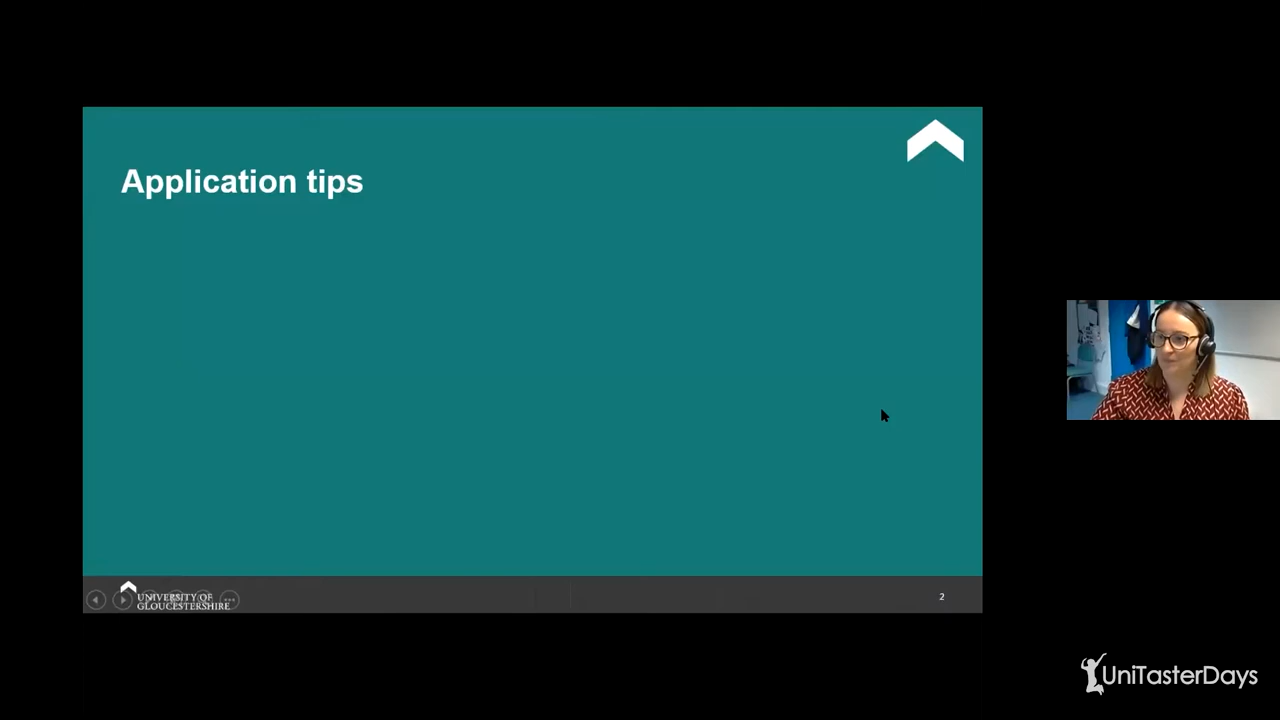 Application tips
UNIVERSITY OF
GLOUCESTERSHIRE
2
UniTasterDays